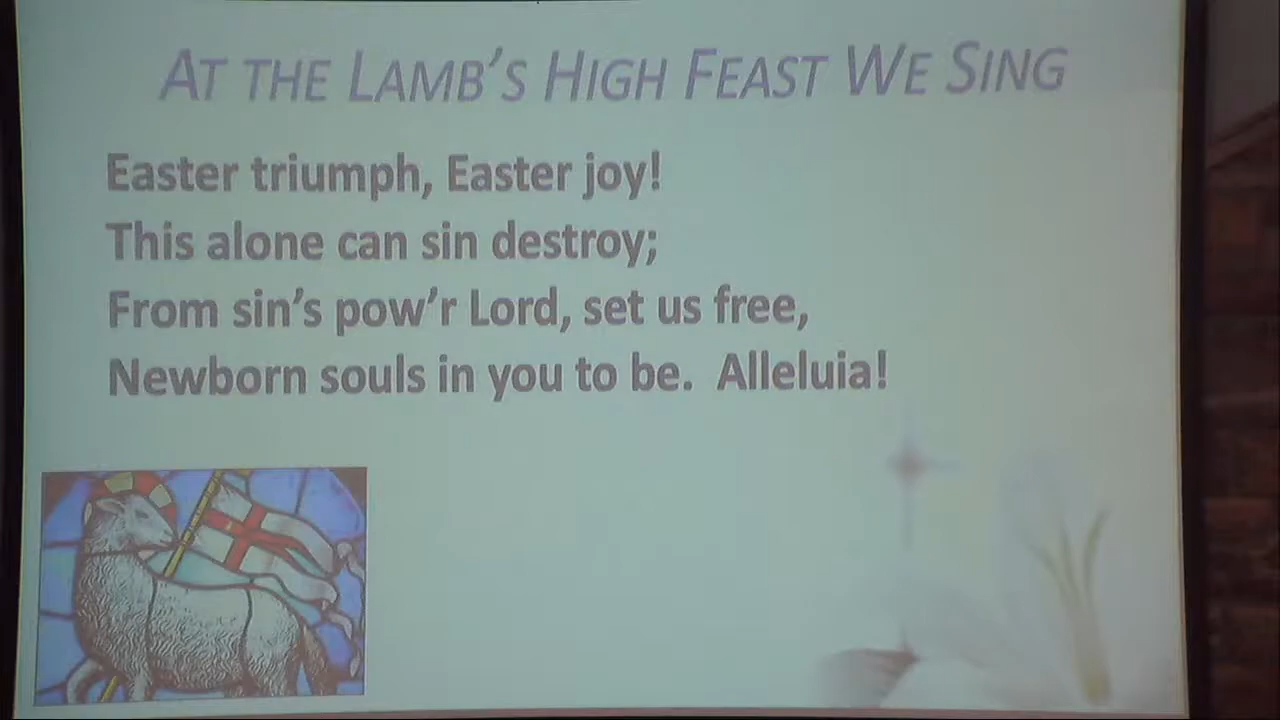 AT THE LAMB'S HIGH FEAST WE SING
Easter triumph, Easter joy!
This alone can sin destroy;
From sin's pow'r Lord, set us free,
Newborn souls in you to be.  Alleluia!